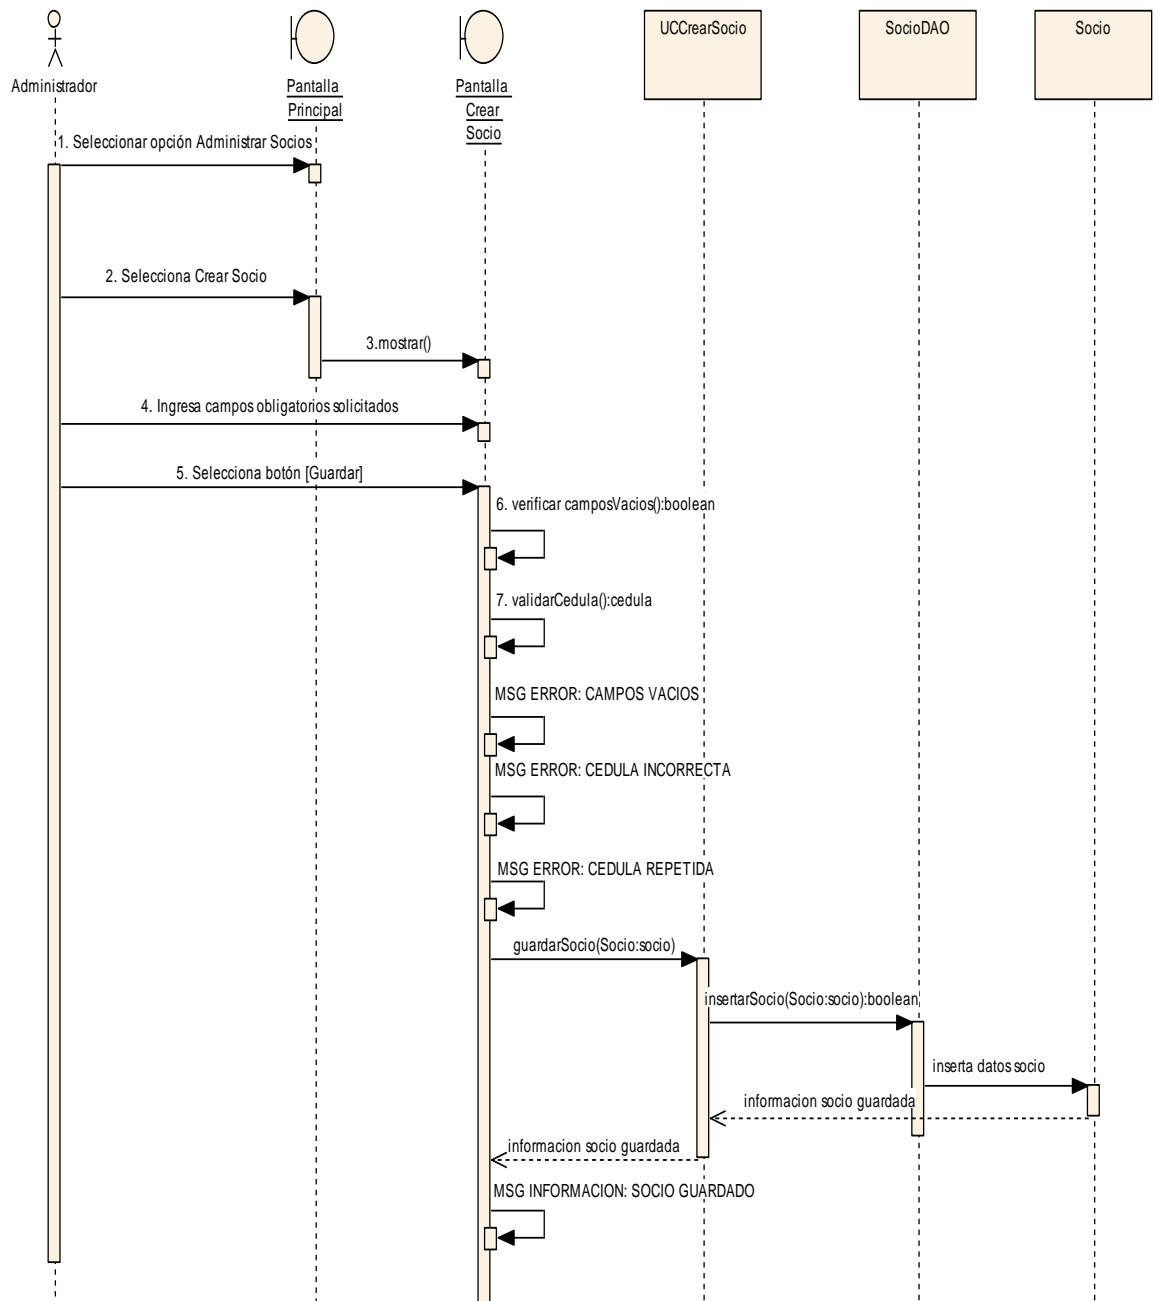 UCCrearSocio
SocioDAO
Socio
Administrador
Pantalla
Principal
Pantalla
Crear
Socio
1. Seleccionar opción Administrar Socios
2. Selecciona Crear Socio
3.mostrar()
4. Ingresa campos obligatorios solicitados
5. Selecciona botón [Guardar]
6. verificar camposVacios():boolean
7. validarCedula():cedula
MSG ERROR: CAMPOS VACIOS
MSG ERROR: CEDULA INCORRECTA
MSG ERROR: CEDULA REPETIDA
guardarSocio(Socio:socio)
insertarSocio(Socio:socio):boolean
inserta datos socio
informacion socio guardada
informacion socio guardada
MSG INFORMACION: SOCIO GUARDADO